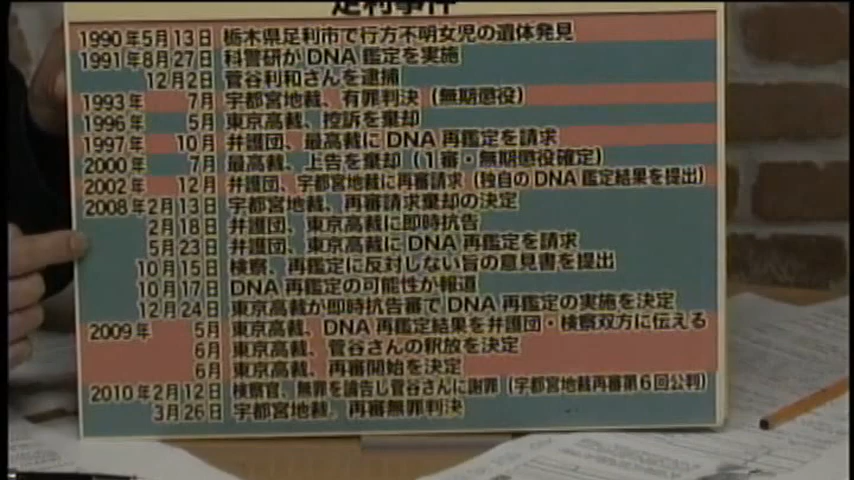 足利事件
1990年5月13日 栃木県足利市で行方不明女児の遺体発見
1991年8月27日 科警研がDNA鑑定を実施
12月2日 菅谷利和さんを逮捕
1993年 7月 宇都宮地裁、有罪判決（無期懲役）
1996年 5月 東京高裁、控訴を棄却
1997年 10月 弁護団、最高裁にDNA再鑑定を請求
2000年 7月 最高裁、上告を棄却（1審・無期懲役確定）
2002年 12月 弁護団、宇都宮地裁に再審請求（独自のDNA鑑定結果を提出）
2008年2月13日 宇都宮地裁、再審請求棄却の決定
2月18日 弁護団、東京高裁に即時抗告
5月23日 弁護団、東京高裁にDNA再鑑定を請求
10月15日 検察、再鑑定に反対しない旨の意見書を提出
10月17日 DNA再鑑定の可能性が報道
12月24日 東京高裁が即時抗告審でDNA再鑑定の実施を決定
2009年 5月 東京高裁、DNA再鑑定結果を弁護団・検察双方に伝える
6月 東京高裁、菅谷さんの釈放を決定
6月 東京高裁、再審開始を決定
2010年2月12日 検察官、無罪を論告し菅谷さんに謝罪（宇都宮地裁再審第6回公判）
3月26日 宇都宮地裁、再審無罪判決